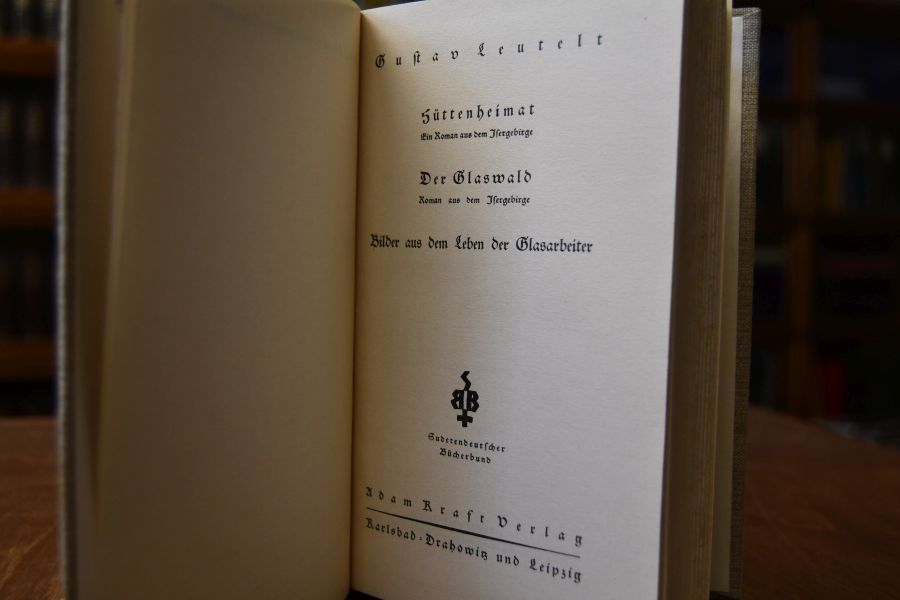 Gustav Leutelt
Hüttenheimat
Ein Roman aus dem Isergebirge
Der Glaswald
Roman aus dem Isergebirge
Bilder aus dem Leben der Glasarbeiter
Sudetendeutscher
Bücherbund
Adam Kraft Verlag
Karlsbad-Drahowitz und Leipzig